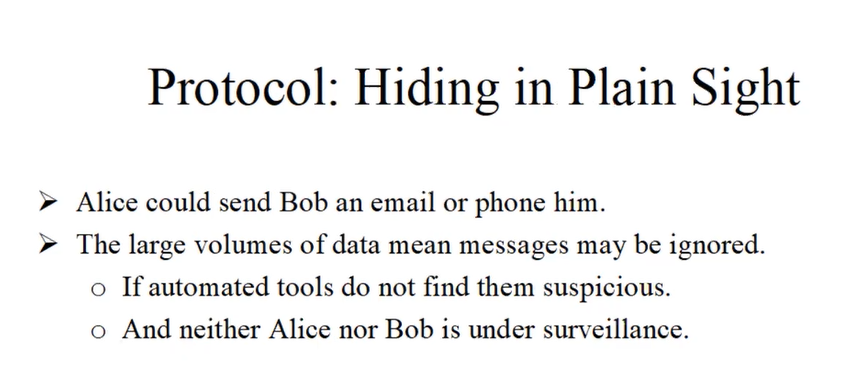 Protocol: Hiding in Plain Sight
➢ Alice could send Bob an email or phone him.
➢ The large volumes of data mean messages may be ignored.
○ If automated tools do not find them suspicious.
○ And neither Alice nor Bob is under surveillance.